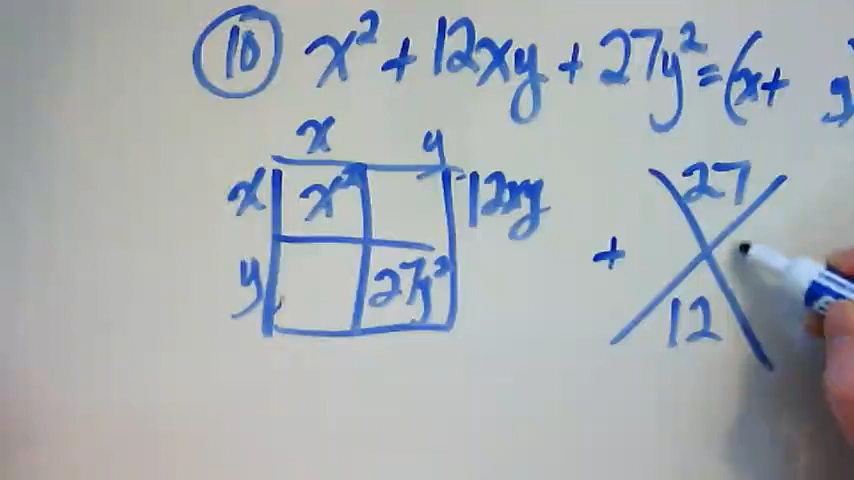 10 x² + 12xy + 27y² = (x + y
x y
x x² 12xy
y 27y²
27
+
12